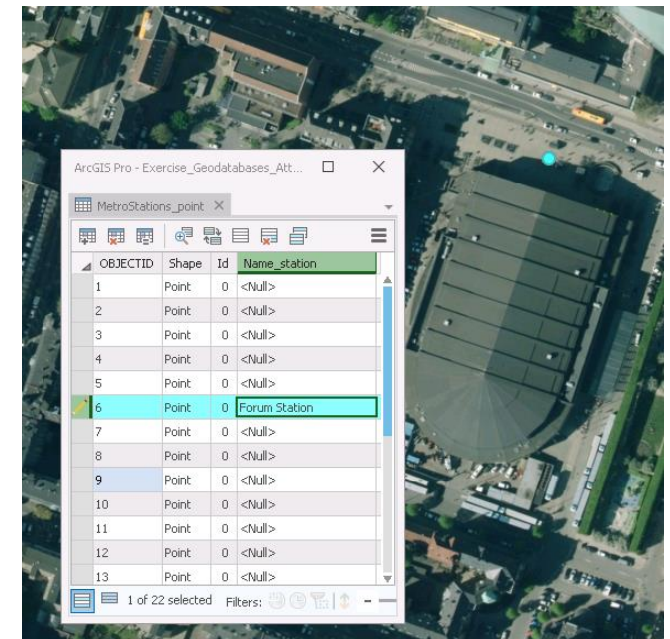 ArcGIS Pro - Exercise_Geodatabases_Att...
MetroStations_point
OBJECTID Shape Id Name_station
1 Point 0 <Null>
2 Point 0 <Null>
3 Point 0 <Null>
4 Point 0 <Null>
5 Point 0 <Null>
6 Point 0 Forum Station
7 Point 0 <Null>
8 Point 0 <Null>
9 Point 0 <Null>
10 Point 0 <Null>
11 Point 0 <Null>
12 Point 0 <Null>
13 Point 0 <Null>
1 of 22 selected Filters: